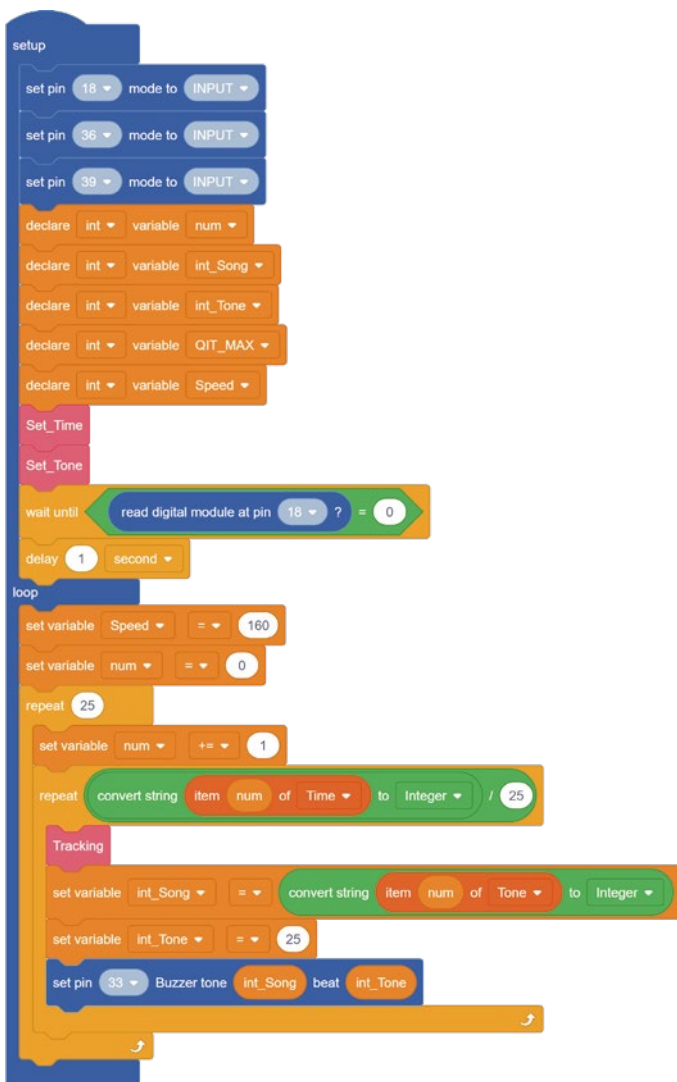 setup
set pin 18 mode to INPUT
set pin 36 mode to INPUT
set pin 39 mode to INPUT
declare int variable num
declare int variable int_Song
declare int variable int_Tone
declare int variable QIT_MAX
declare int variable Speed
Set_Time
Set_Tone
wait until read digital module at pin 18 ? = 0
delay 1 second
loop
set variable Speed = 160
set variable num = 0
repeat 25
set variable num += 1
repeat convert string item num of Time to Integer / 25
Tracking
set variable int_Song = convert string item num of Tone to Integer
set variable int_Tone = 25
set pin 33 Buzzer tone int_Song beat int_Tone